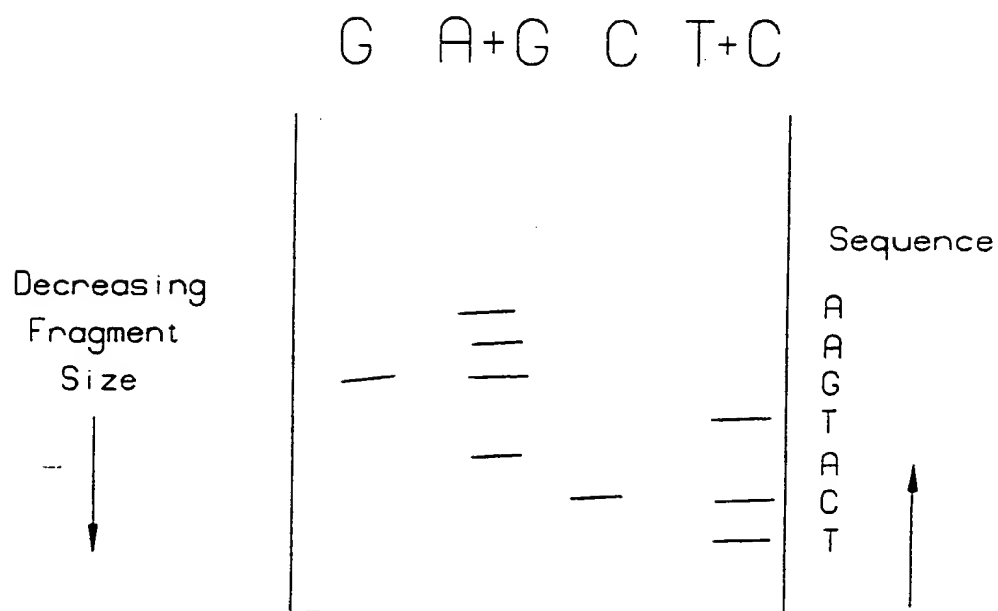 G A+G C T+C
Sequence
Decreasing
Fragment
Size
A
A
G
T
A
C
T